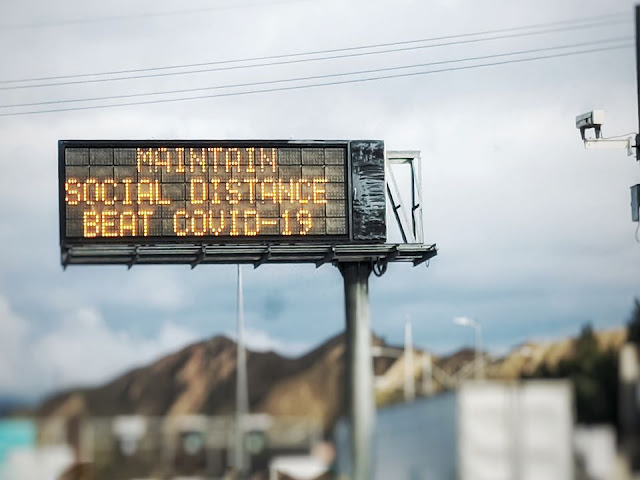 MAINTAIN
SOCIAL DISTANCE
BEAT COVID-19